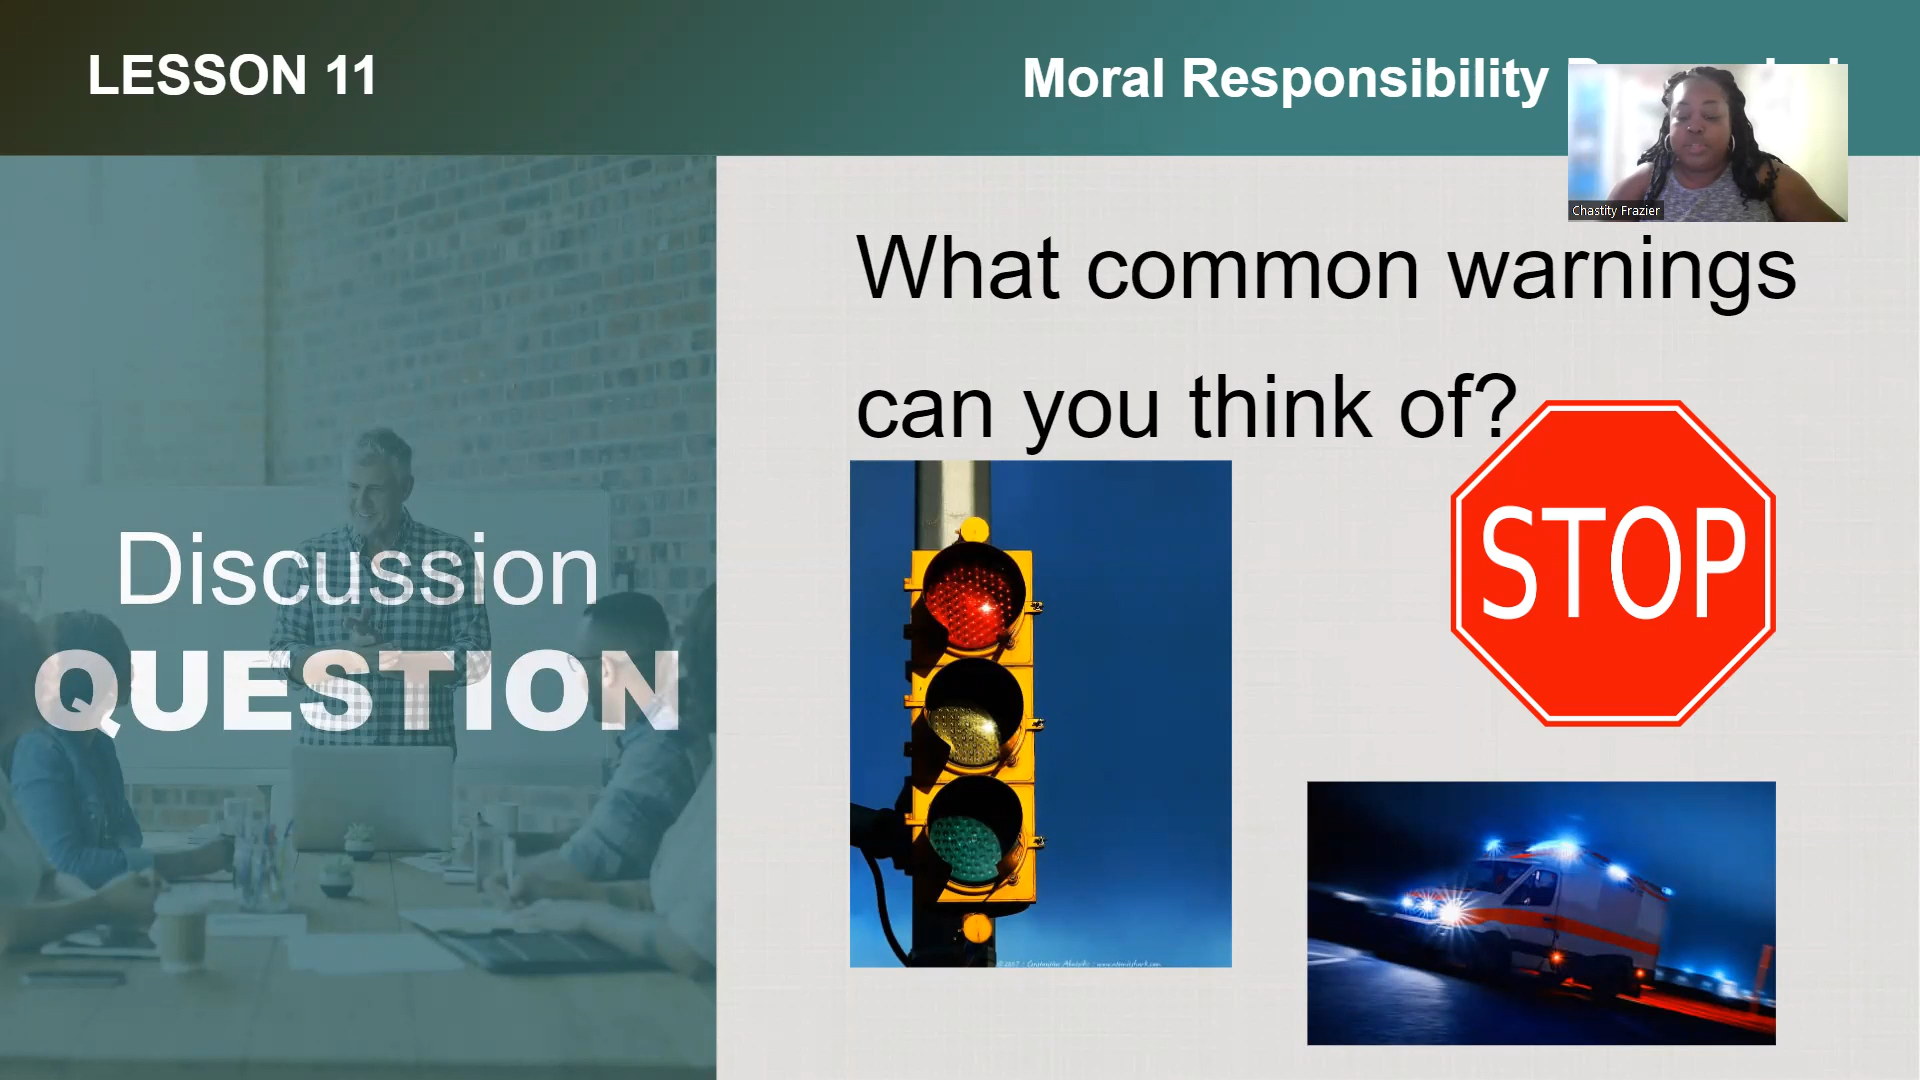 LESSON 11
Moral Responsibility
Chastity Frazier
What common warnings
can you think of?
STOP
Discussion
QUESTION